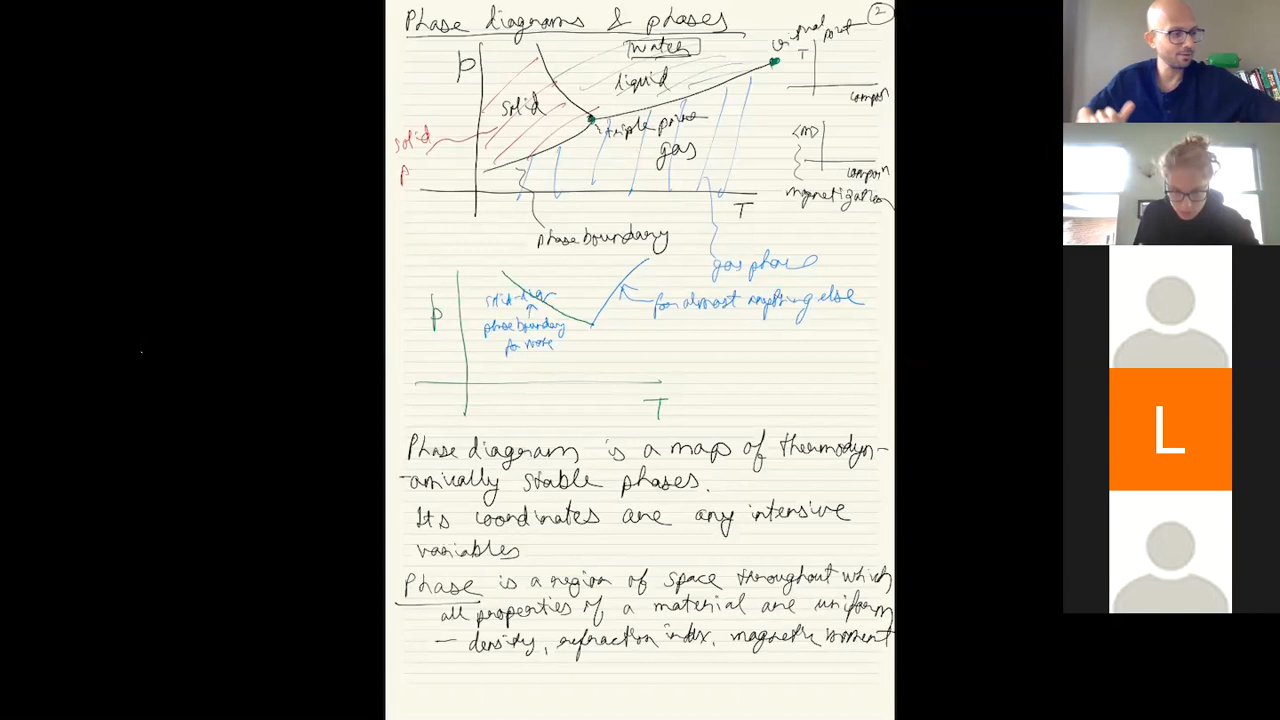 Phase diagrams & phases
2
water
critical point
p
liquid
solid
triple point
gas
solid
p
T
phase boundary
T
compos
<M>
compos
magnetization
gas phase
p
solid-liq
phase boundary
for
for almost anything else
T
Phase diagram is a map of thermodyn-
-amically stable phases.
Its coordinates are any intensive
variables
Phase is a region of space throughout which
all properties of a material are uniform
— density, refraction index, magnetic moment
L